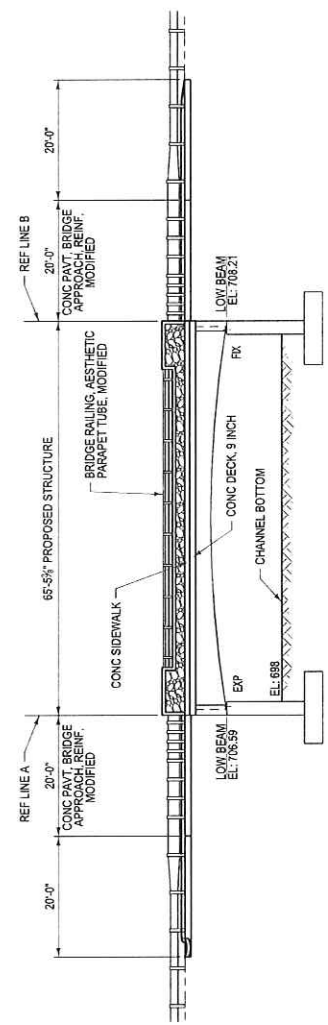 20'-0"
20'-0"
CONC PAVT, BRIDGE
APPROACH, REINF,
MODIFIED
REF LINE A
65'-5⅝" PROPOSED STRUCTURE
REF LINE B
20'-0"
CONC PAVT, BRIDGE
APPROACH, REINF,
MODIFIED
20'-0"
BRIDGE RAILING, AESTHETIC
PARAPET TUBE, MODIFIED
CONC SIDEWALK
CONC DECK, 9 INCH
LOW BEAM
EL: 706.59
EXP
EL: 698
CHANNEL BOTTOM
FIX
LOW BEAM
EL: 708.21